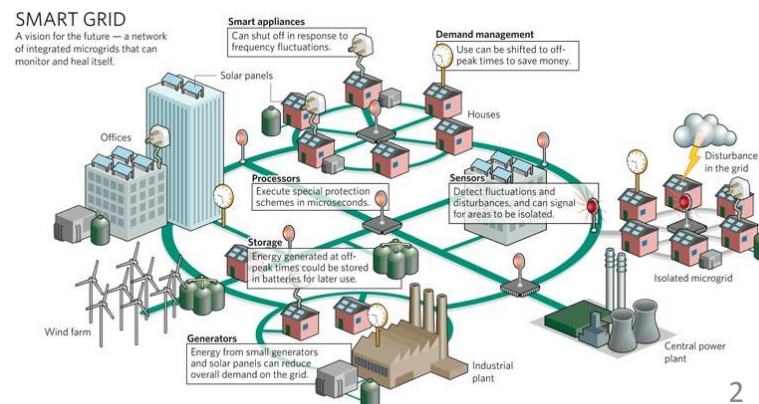 SMART GRID
A vision for the future — a network
of integrated microgrids that can
monitor and heal itself.
Smart appliances
Can shut off in response to
frequency fluctuations.
Demand management
Use can be shifted to off-
peak times to save money.
Solar panels
Houses
Offices
Disturbance
in the grid
Processors
Execute special protection
schemes in microseconds.
Sensors
Detect fluctuations and
disturbances, and can signal
for areas to be isolated.
Storage
Energy generated at off-
peak times could be stored
in batteries for later use.
Isolated microgrid
Wind farm
Generators
Energy from small generators
and solar panels can reduce
overall demand on the grid.
Industrial
plant
Central power
plant
2